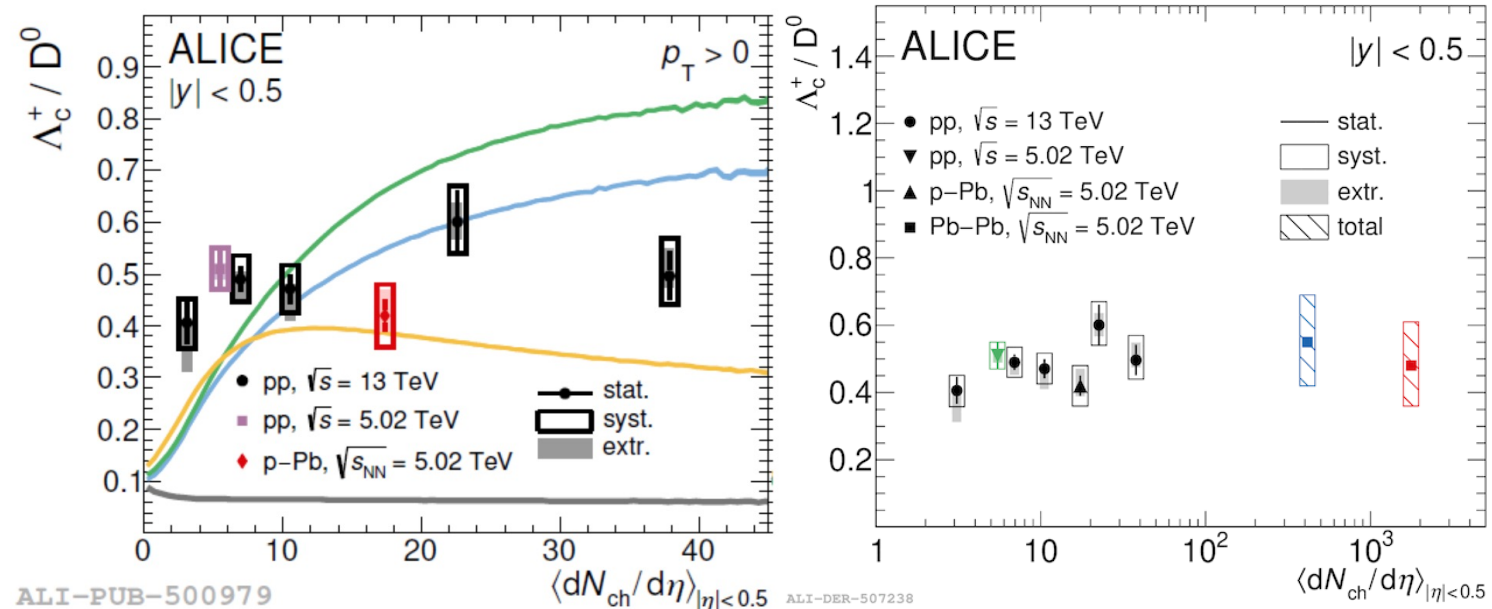 ALICE
|y| < 0.5
p_T > 0
Λ_c^+ / D^0
0.9
0.8
0.7
0.6
0.5
0.4
0.3
0.2
0.1
pp, √s = 13 TeV
pp, √s = 5.02 TeV
p−Pb, √s_NN = 5.02 TeV
stat.
syst.
extr.
0 10 20 30 40
⟨dN_ch/dη⟩_|η|<0.5
ALI−PUB−500979
ALICE
|y| < 0.5
Λ_c^+ / D^0
1.4
1.2
1
0.8
0.6
0.4
0.2
pp, √s = 13 TeV
pp, √s = 5.02 TeV
p−Pb, √s_NN = 5.02 TeV
Pb−Pb, √s_NN = 5.02 TeV
stat.
syst.
extr.
total
1 10 10^2 10^3
⟨dN_ch/dη⟩_|η|<0.5
ALI−DER−507238